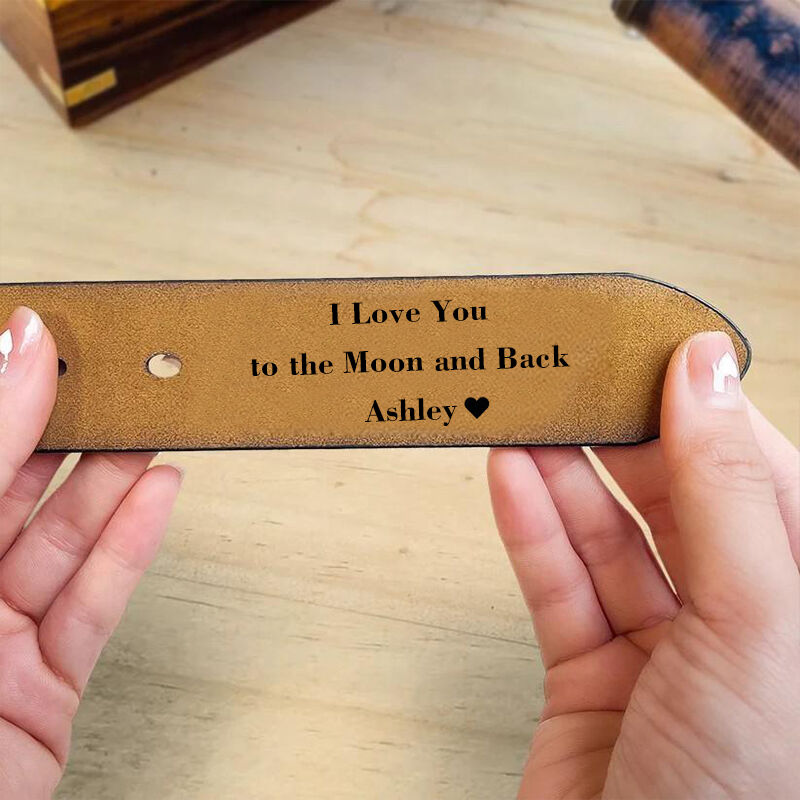 I Love You
to the Moon and Back
Ashley ♥